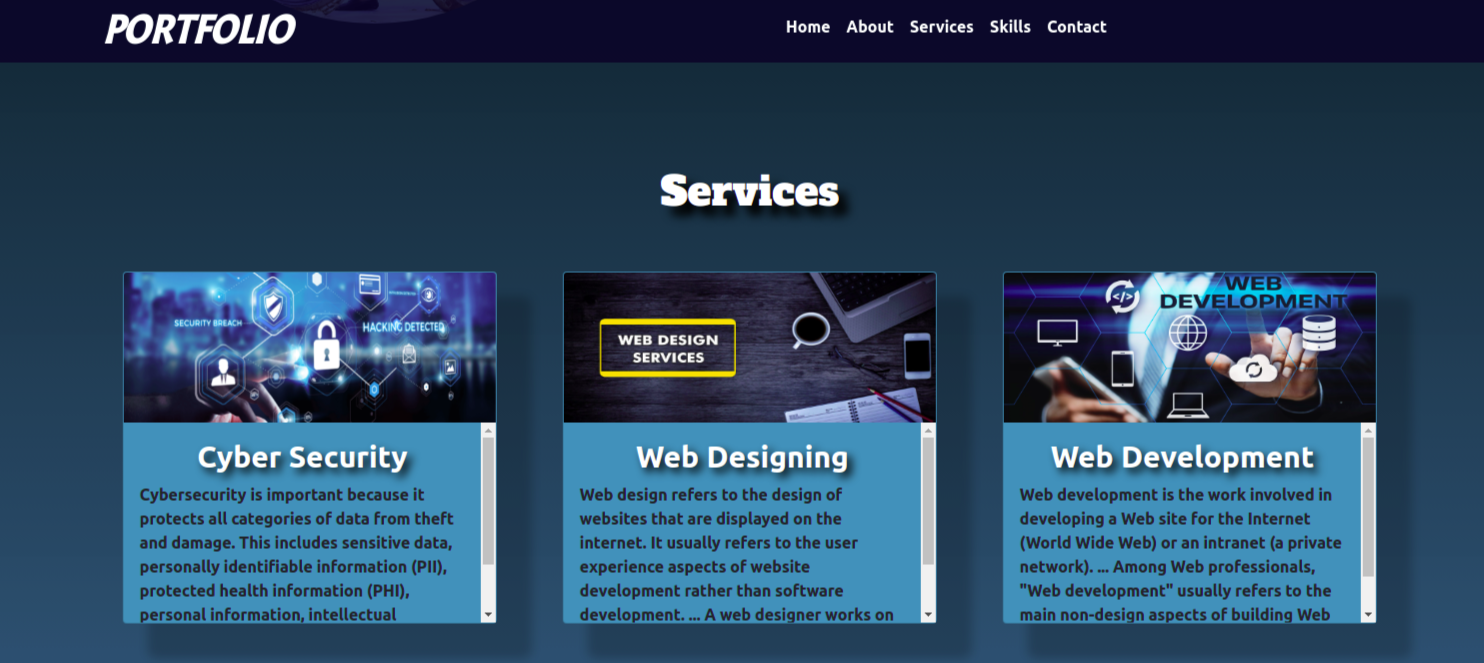 PORTFOLIO
Home About Services Skills Contact
Services
SECURITY BREACH
HACKING DETECTED
Cyber Security
Cybersecurity is important because it
protects all categories of data from theft
and damage. This includes sensitive data,
personally identifiable information (PII),
protected health information (PHI),
personal information, intellectual
WEB DESIGN
SERVICES
Web Designing
Web design refers to the design of
websites that are displayed on the
internet. It usually refers to the user
experience aspects of website
development rather than software
development. ... A web designer works on
WEB
DEVELOPMENT
</>
Web Development
Web development is the work involved in
developing a Web site for the Internet
(World Wide Web) or an intranet (a private
network). ... Among Web professionals,
"Web development" usually refers to the
main non-design aspects of building Web